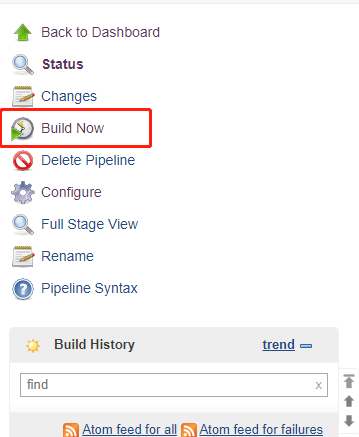 Back to Dashboard
Status
Changes
Build Now
Delete Pipeline
Configure
Full Stage View
Rename
Pipeline Syntax
Build History trend
find x
Atom feed for all Atom feed for failures